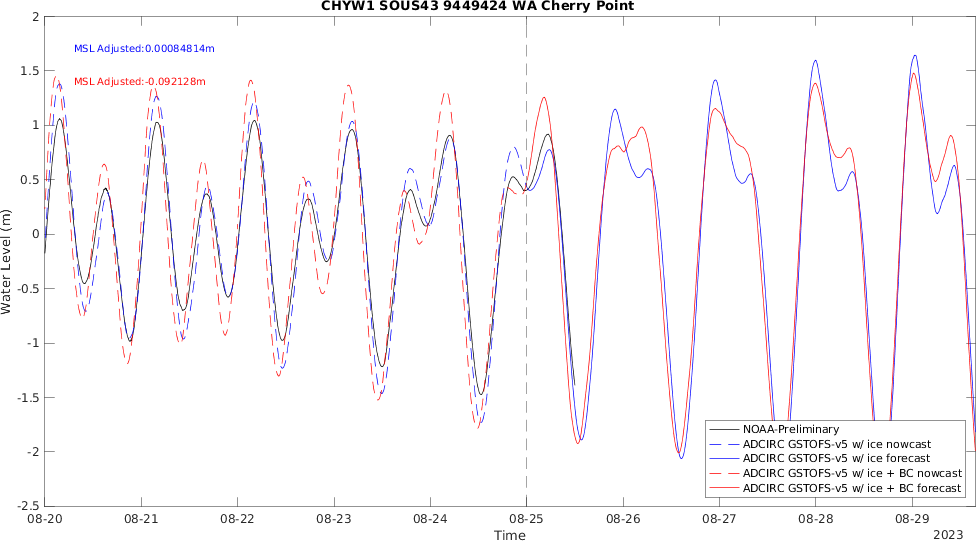 CHYW1 SOUS43 9449424 WA Cherry Point
MSL Adjusted:0.00084814m
MSL Adjusted:-0.092128m
Water Level (m)
2
1.5
1
0.5
0
-0.5
-1
-1.5
-2
-2.5
NOAA-Preliminary
ADCIRC GSTOFS-v5 w/ ice nowcast
ADCIRC GSTOFS-v5 w/ ice forecast
ADCIRC GSTOFS-v5 w/ ice + BC nowcast
ADCIRC GSTOFS-v5 w/ ice + BC forecast
08-20 08-21 08-22 08-23 08-24 08-25 08-26 08-27 08-28 08-29
Time
2023